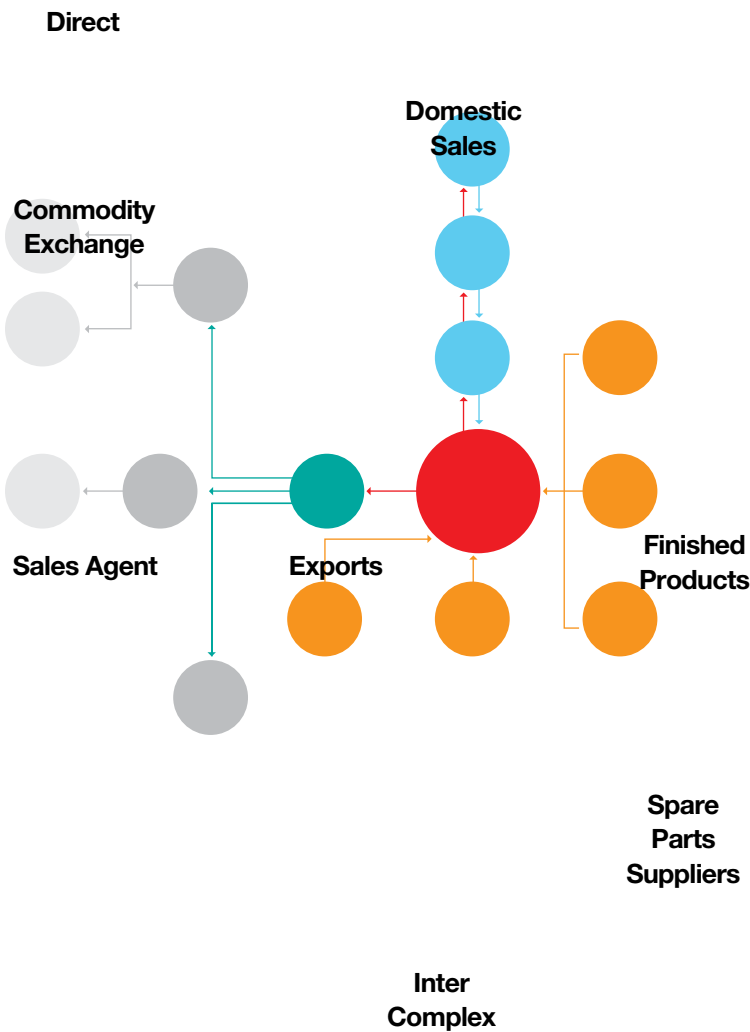 Direct
Domestic
Sales
Commodity
Exchange
Sales Agent
Exports
Finished
Products
Spare
Parts
Suppliers
Inter
Complex